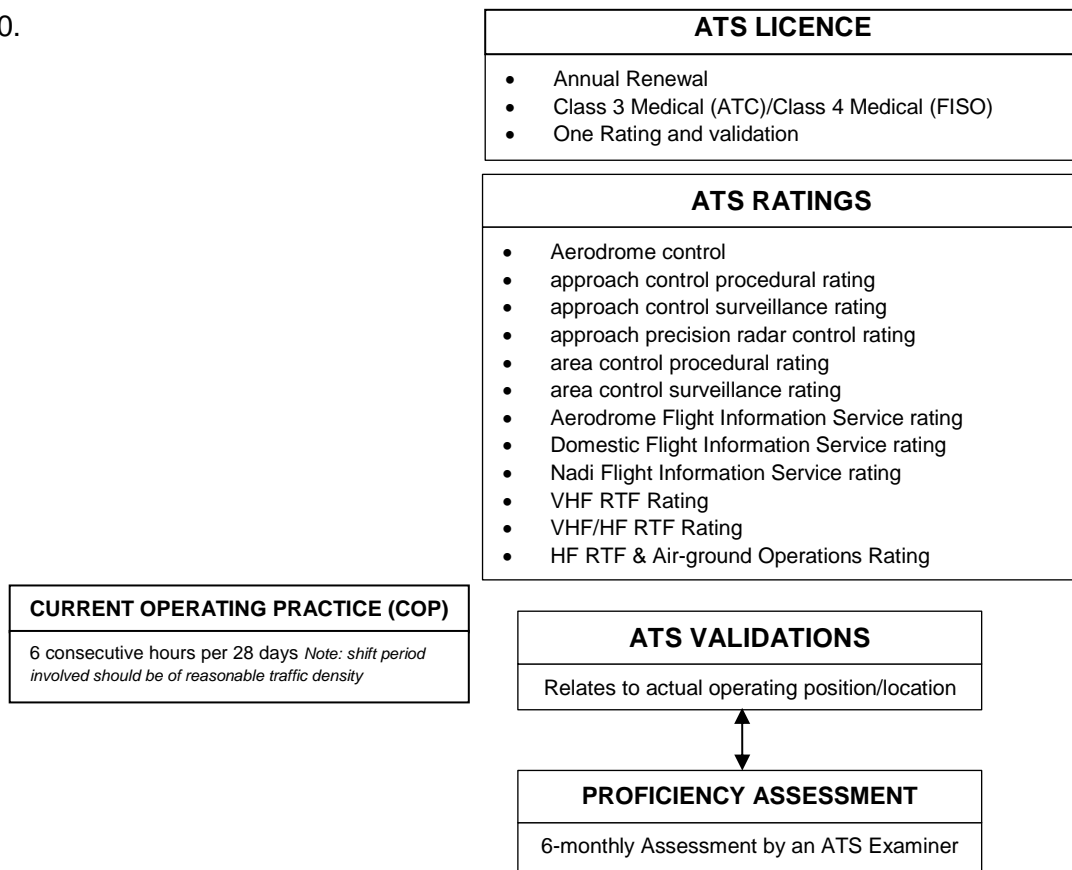 0.
ATS LICENCE
• Annual Renewal
• Class 3 Medical (ATC)/Class 4 Medical (FISO)
• One Rating and validation
ATS RATINGS
• Aerodrome control
• approach control procedural rating
• approach control surveillance rating
• approach precision radar control rating
• area control procedural rating
• area control surveillance rating
• Aerodrome Flight Information Service rating
• Domestic Flight Information Service rating
• Nadi Flight Information Service rating
• VHF RTF Rating
• VHF/HF RTF Rating
• HF RTF & Air-ground Operations Rating
CURRENT OPERATING PRACTICE (COP)
6 consecutive hours per 28 days Note: shift period
involved should be of reasonable traffic density
ATS VALIDATIONS
Relates to actual operating position/location
PROFICIENCY ASSESSMENT
6-monthly Assessment by an ATS Examiner